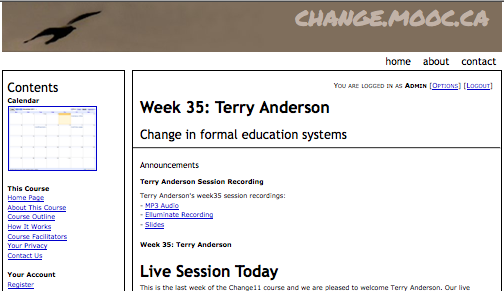 CHANGE.MOOC.CA
home about contact
Contents
Calendar
This Course
Home Page
About This Course
Course Outline
How It Works
Course Facilitators
Your Privacy
Contact Us
Your Account
Register
You are logged in as Admin [Options] [Logout]
Week 35: Terry Anderson
Change in formal education systems
Announcements
Terry Anderson Session Recording
Terry Anderson's week35 session recordings:
- MP3 Audio
- Elluminate Recording
- Slides
Week 35: Terry Anderson
Live Session Today
This is the last week of the Change11 course and we are pleased to welcome Terry Anderson. Our live